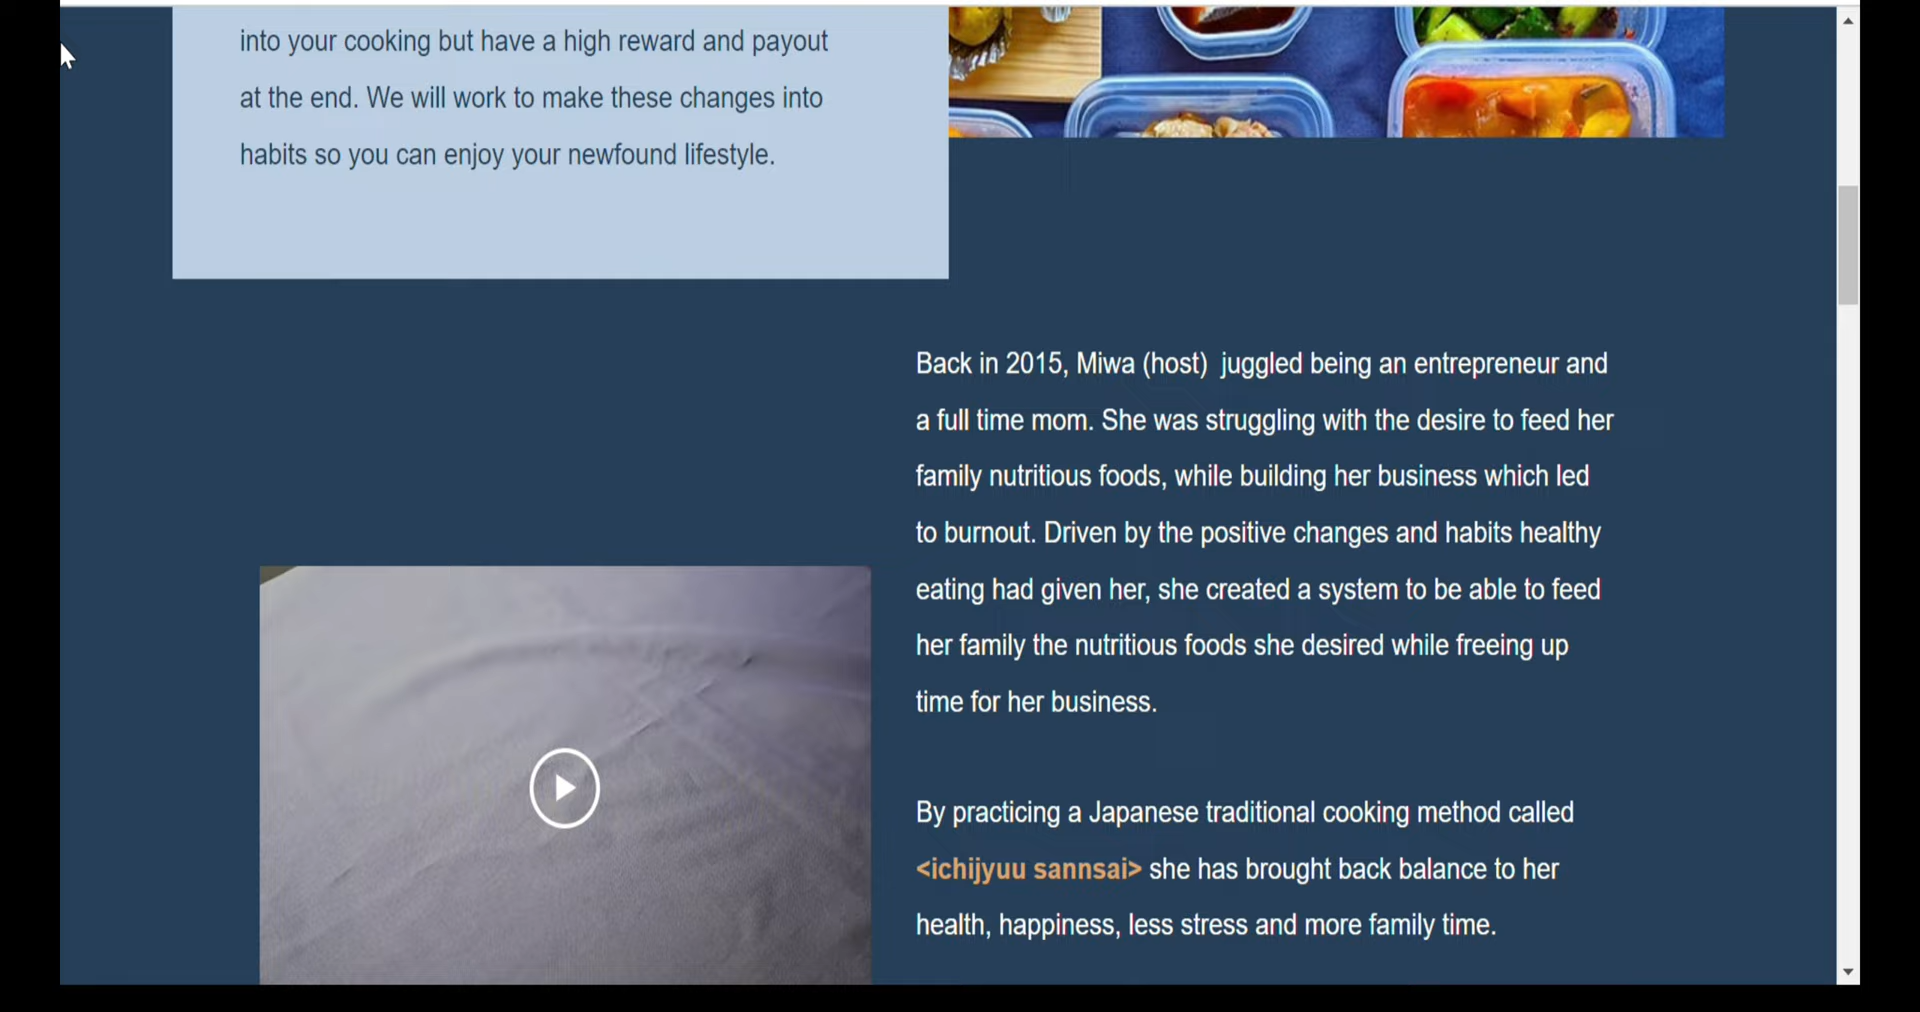 into your cooking but have a high reward and payout
at the end. We will work to make these changes into
habits so you can enjoy your newfound lifestyle.
Back in 2015, Miwa (host)  juggled being an entrepreneur and
a full time mom. She was struggling with the desire to feed her
family nutritious foods, while building her business which led
to burnout. Driven by the positive changes and habits healthy
eating had given her, she created a system to be able to feed
her family the nutritious foods she desired while freeing up
time for her business.
By practicing a Japanese traditional cooking method called
<ichijyuu sannsai> she has brought back balance to her
health, happiness, less stress and more family time.